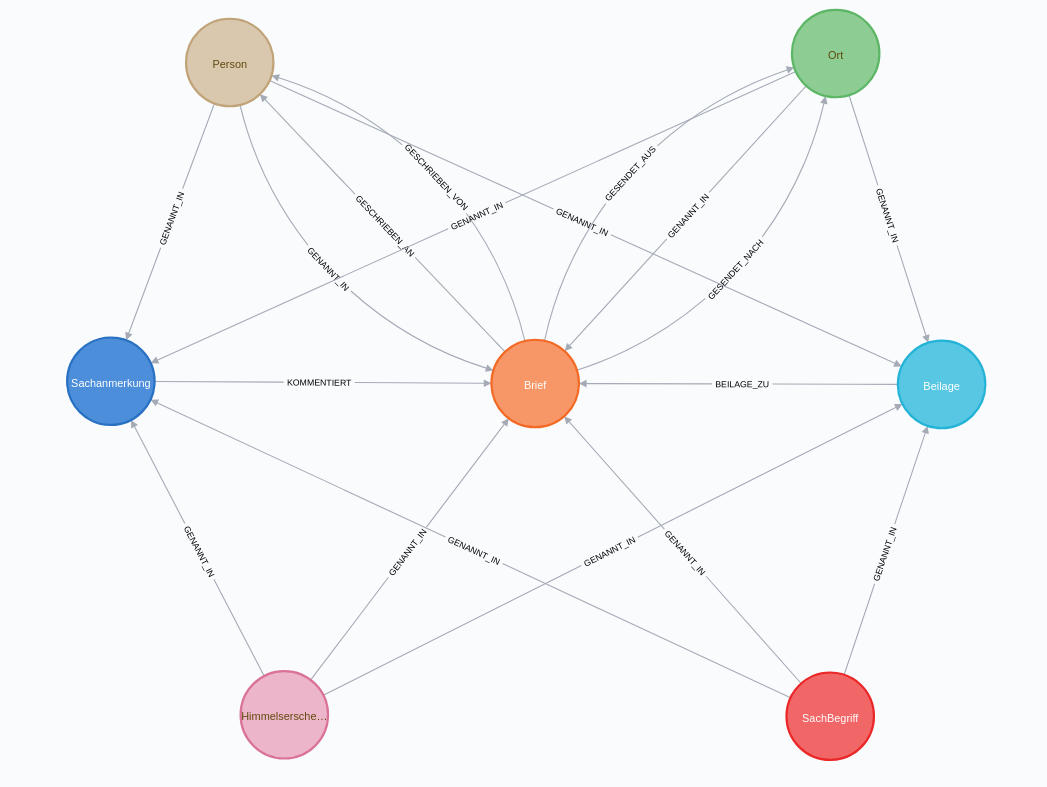 Person
Ort
GESCHRIEBEN_VON
GESENDET_AUS
GENANNT_IN
GESCHRIEBEN_AN
GENANNT_IN
GENANNT_IN
GENANNT_IN
GENANNT_IN
GENANNT_IN
GESENDET_NACH
Sachanmerkung
KOMMENTIERT
Brief
BEILAGE_ZU
Beilage
GENANNT_IN
GENANNT_IN
GENANNT_IN
GENANNT_IN
GENANNT_IN
GENANNT_IN
Himmelsersche…
SachBegriff